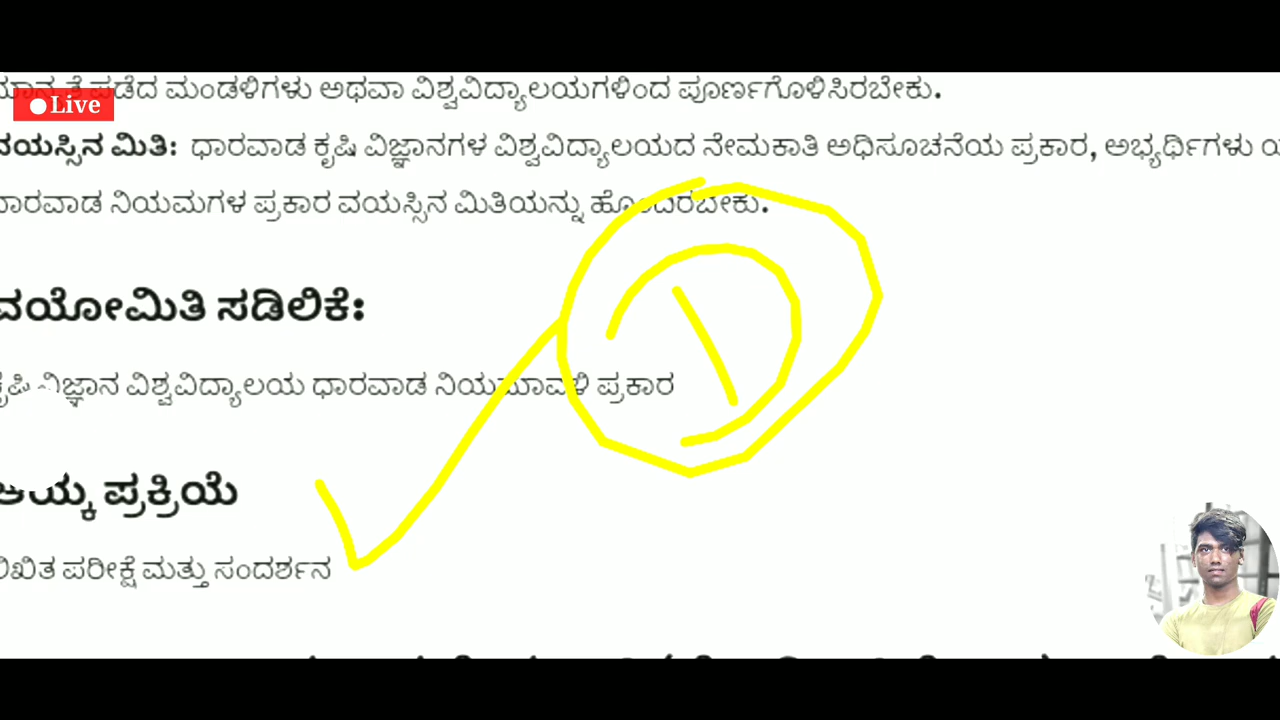 ಪಡೆದ ಮಂಡಳಿಗಳು ಅಥವಾ ವಿಶ್ವವಿದ್ಯಾಲಯಗಳಿಂದ ಪೂರ್ಣಗೊಳಿಸಿರಬೇಕು.
Live
ವಯಸ್ಸಿನ ಮಿತಿ: ಧಾರವಾಡ ಕೃಷಿ ವಿಜ್ಞಾನಗಳ ವಿಶ್ವವಿದ್ಯಾಲಯದ ನೇಮಕಾತಿ ಅಧಿಸೂಚನೆಯ ಪ್ರಕಾರ, ಅಭ್ಯರ್ಥಿಗಳು
ಧಾರವಾಡ ನಿಯಮಗಳ ಪ್ರಕಾರ ವಯಸ್ಸಿನ ಮಿತಿಯನ್ನು ಹೊಂದಿರಬೇಕು.
ವಯೋಮಿತಿ ಸಡಿಲಿಕೆ:
ಕೃಷಿ ವಿಜ್ಞಾನ ವಿಶ್ವವಿದ್ಯಾಲಯ ಧಾರವಾಡ ನಿಯಮಾವಳಿ ಪ್ರಕಾರ
1
ಆಯ್ಕೆ ಪ್ರಕ್ರಿಯೆ
ಲಿಖಿತ ಪರೀಕ್ಷೆ ಮತ್ತು ಸಂದರ್ಶನ